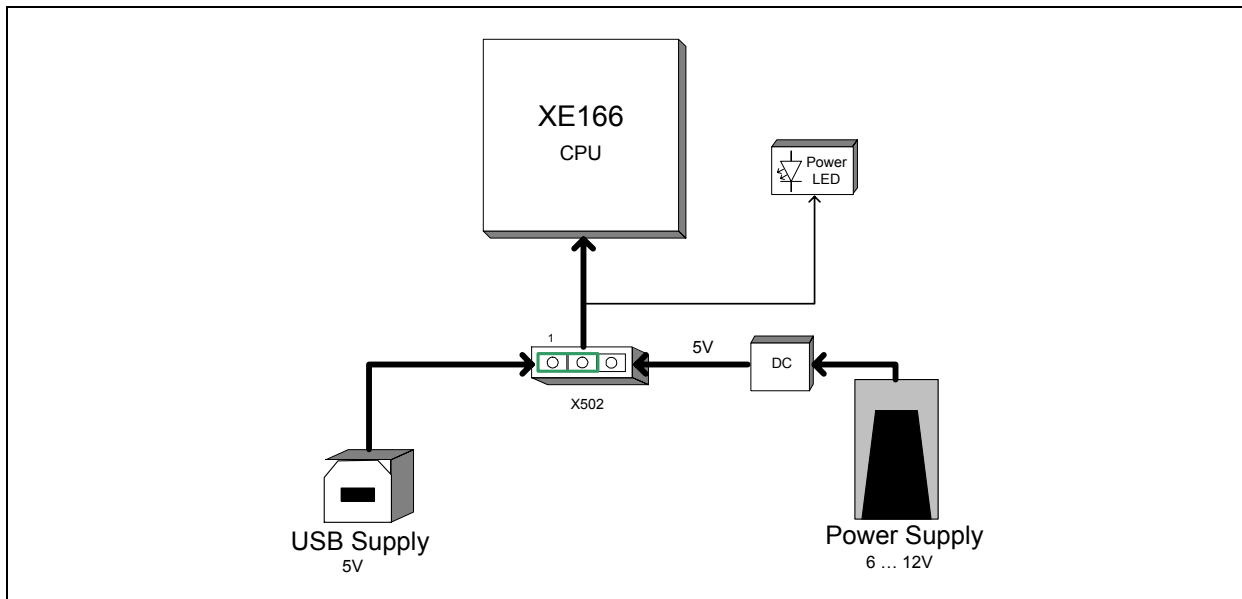 XE166
CPU
Power
LED
1
5V
DC
X502
USB Supply
5V
Power Supply
6 … 12V